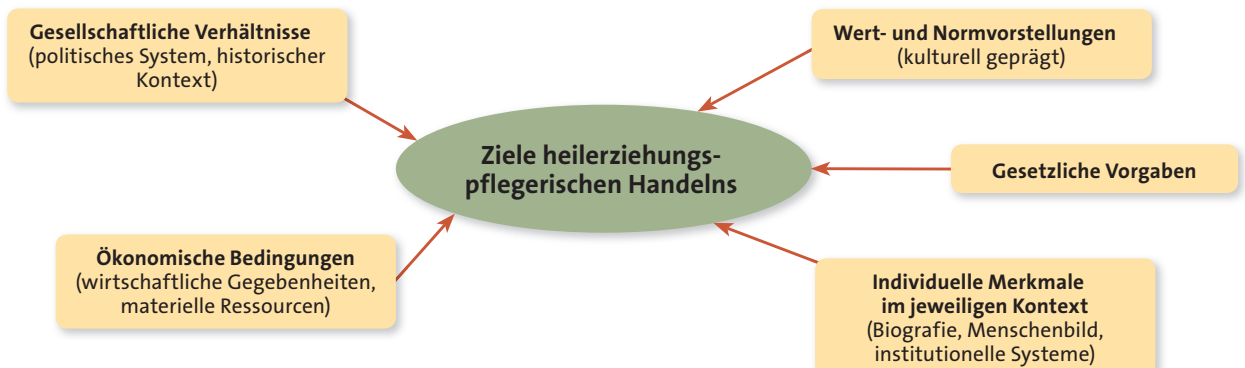 Gesellschaftliche Verhältnisse
(politisches System, historischer
Kontext)
Wert- und Normvorstellungen
(kulturell geprägt)
Ziele heilerziehungs-
pflegerischen Handelns
Gesetzliche Vorgaben
Ökonomische Bedingungen
(wirtschaftliche Gegebenheiten,
materielle Ressourcen)
Individuelle Merkmale
im jeweiligen Kontext
(Biografie, Menschenbild,
institutionelle Systeme)